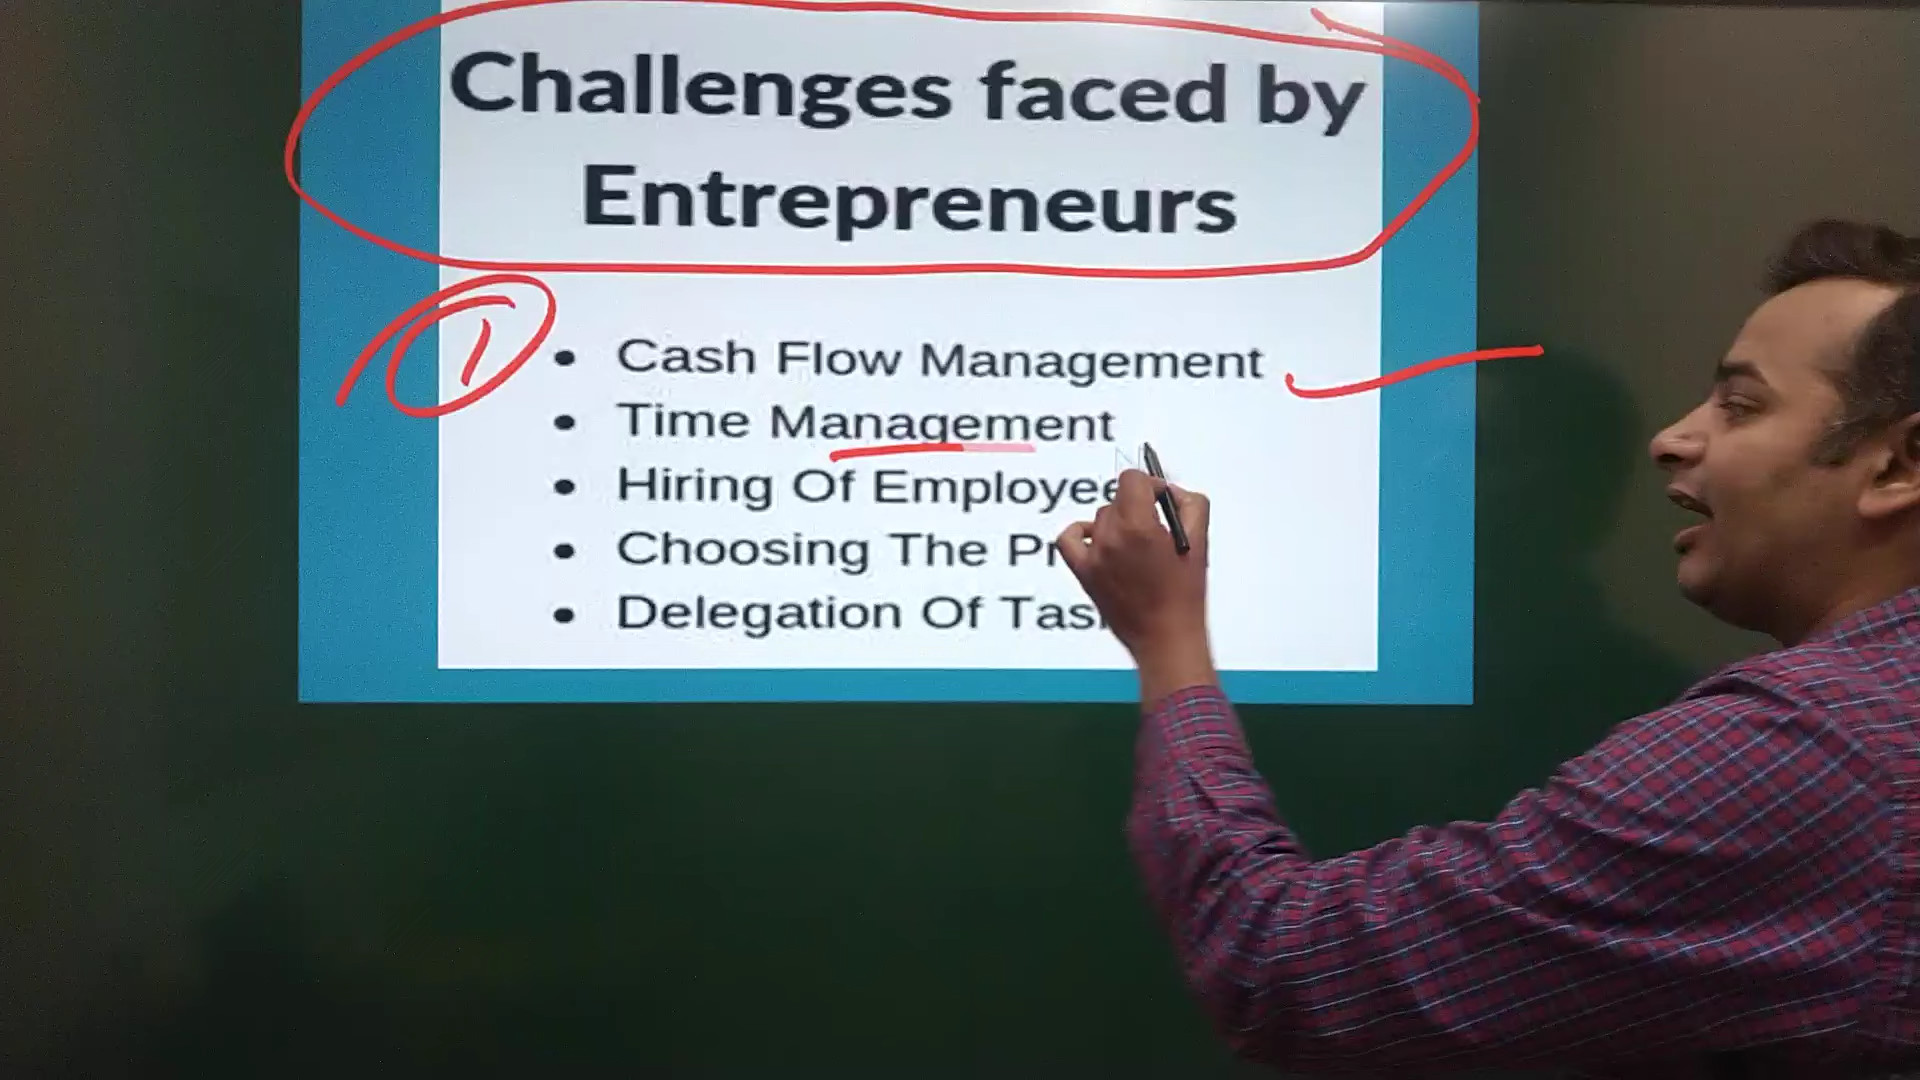 Challenges faced by
Entrepreneurs
1
• Cash Flow Management
• Time Management
• Hiring Of
• Choosing The
• Delegation Of